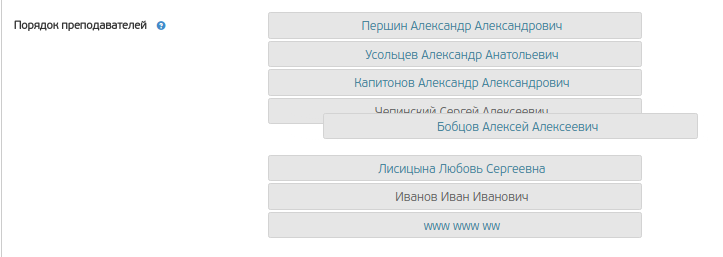 Порядок преподавателей
Першин Александр Александрович
Усольцев Александр Анатольевич
Капитонов Александр Александрович
Чепинский Сергей Алексеевич
Бобцов Алексей Алексеевич
Лисицына Любовь Сергеевна
Иванов Иван Иванович
www www ww